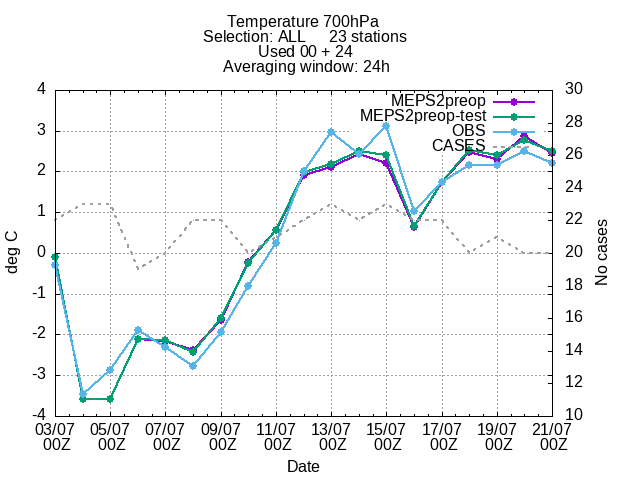 Temperature 700hPa
Selection: ALL 23 stations
Used 00 + 24
Averaging window: 24h
MEPS2preop
MEPS2preop-test
OBS
CASES
deg C
4
3
2
1
0
-1
-2
-3
-4
No cases
30
28
26
24
22
20
18
16
14
12
10
03/07 05/07 07/07 09/07 11/07 13/07 15/07 17/07 19/07 21/07
00Z 00Z 00Z 00Z 00Z 00Z 00Z 00Z 00Z 00Z
Date